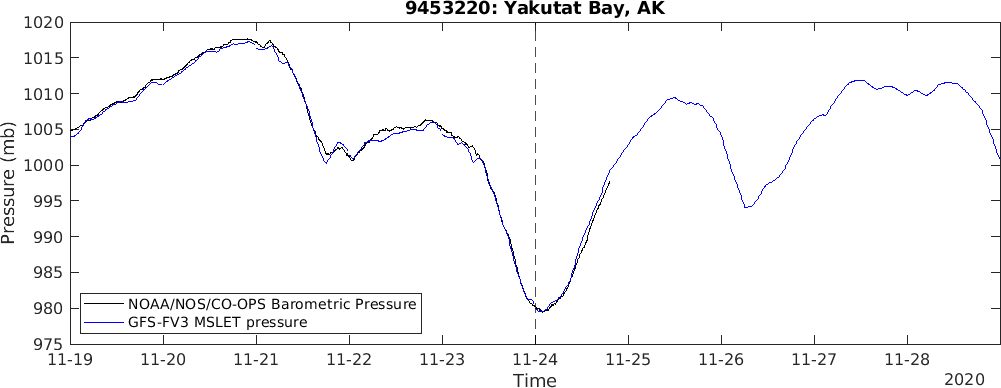 9453220: Yakutat Bay, AK
Pressure (mb)
1020
1015
1010
1005
1000
995
990
985
980
975
NOAA/NOS/CO-OPS Barometric Pressure
GFS-FV3 MSLET pressure
11-19 11-20 11-21 11-22 11-23 11-24 11-25 11-26 11-27 11-28
Time
2020